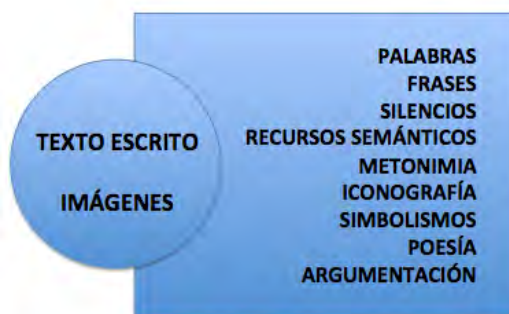 TEXTO ESCRITO
IMÁGENES
PALABRAS
FRASES
SILENCIOS
RECURSOS SEMÁNTICOS
METONIMIA
ICONOGRAFÍA
SIMBOLISMOS
POESÍA
ARGUMENTACIÓN